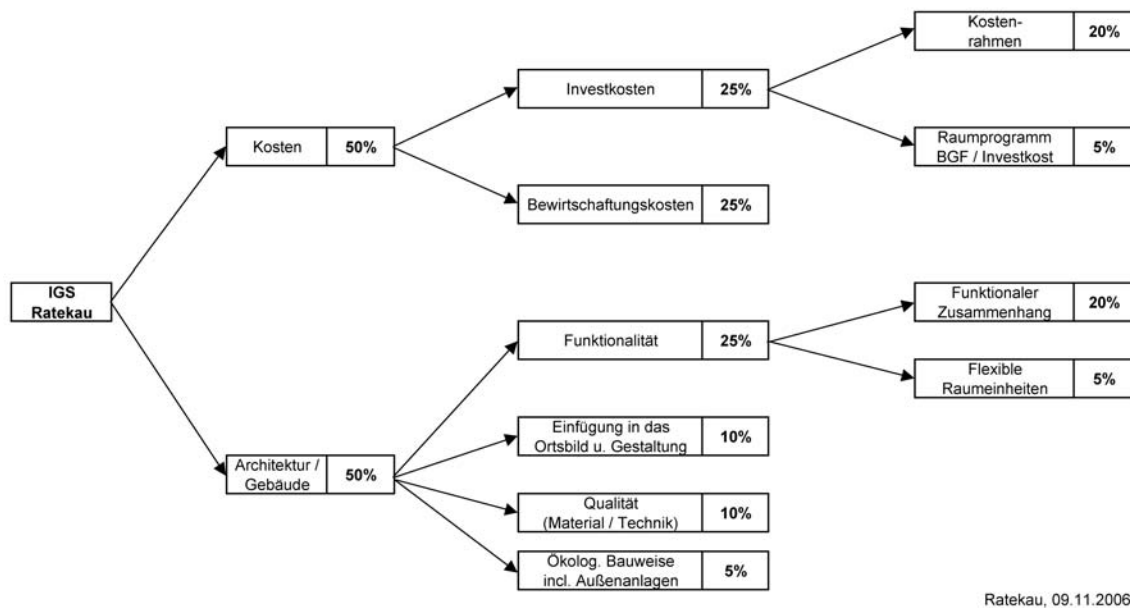 IGS
Ratekau
Kosten
50%
Investkosten
25%
Kosten-
rahmen
20%
Raumprogramm
BGF / Investkost
5%
Bewirtschaftungskosten
25%
Architektur /
Gebäude
50%
Funktionalität
25%
Funktionaler
Zusammenhang
20%
Flexible
Raumeinheiten
5%
Einfügung in das
Ortsbild u. Gestaltung
10%
Qualität
(Material / Technik)
10%
Ökolog. Bauweise
incl. Außenanlagen
5%
Ratekau, 09.11.2006